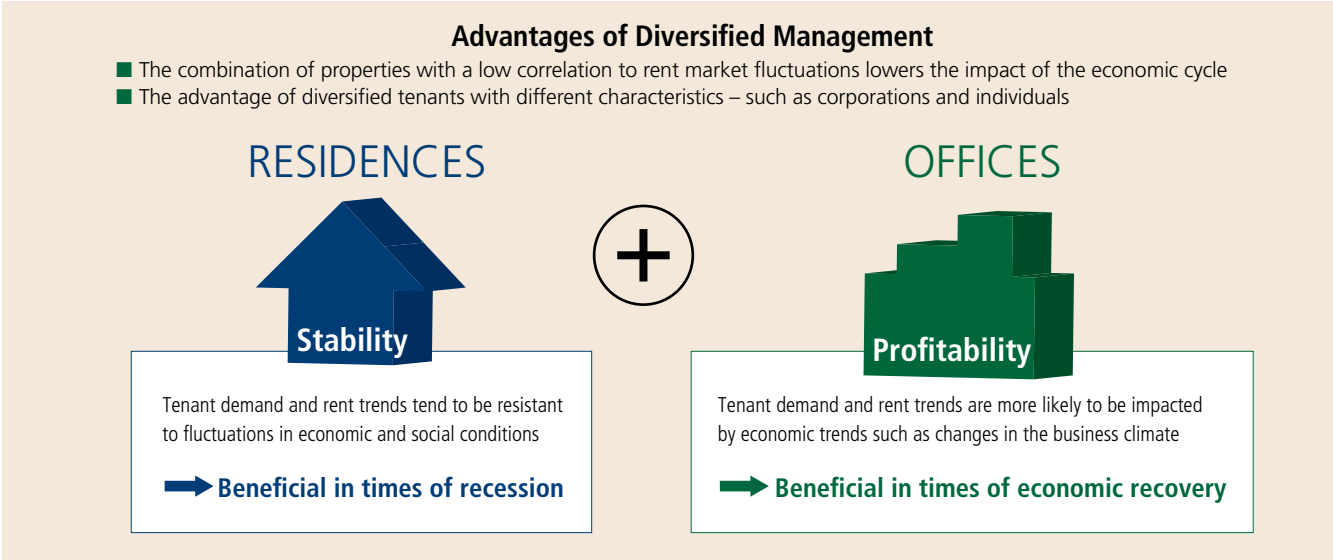 Advantages of Diversified Management
■ The combination of properties with a low correlation to rent market fluctuations lowers the impact of the economic cycle
■ The advantage of diversified tenants with different characteristics – such as corporations and individuals
RESIDENCES
Stability
Tenant demand and rent trends tend to be resistant
to fluctuations in economic and social conditions
Beneficial in times of recession
+
OFFICES
Profitability
Tenant demand and rent trends are more likely to be impacted
by economic trends such as changes in the business climate
Beneficial in times of economic recovery